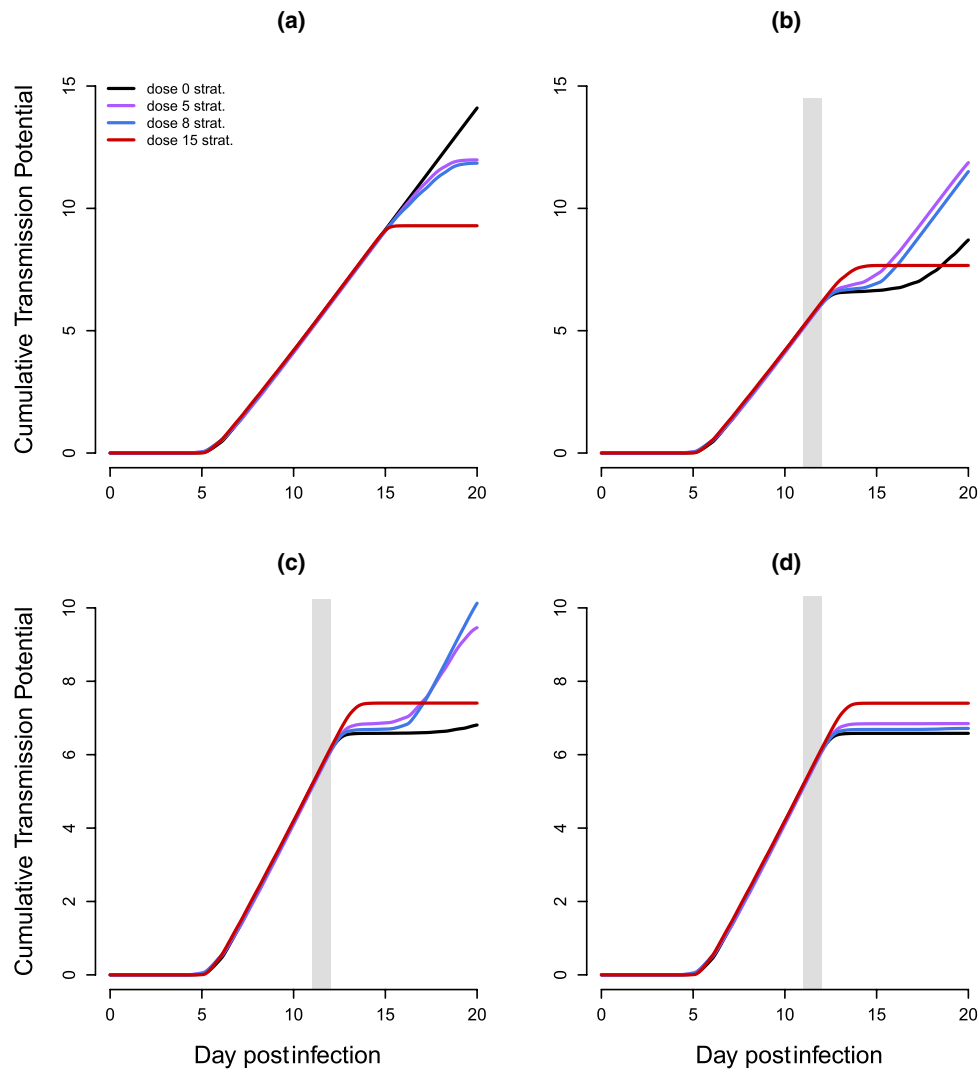 (a)
(b)
Cumulative Transmission Potential
15
10
5
0
dose 0 strat.
dose 5 strat.
dose 8 strat.
dose 15 strat.
0 5 10 15 20
15
10
5
0
0 5 10 15 20
(c)
(d)
Cumulative Transmission Potential
10
8
6
4
2
0
0 5 10 15 20
Day postinfection
10
8
6
4
2
0
0 5 10 15 20
Day postinfection